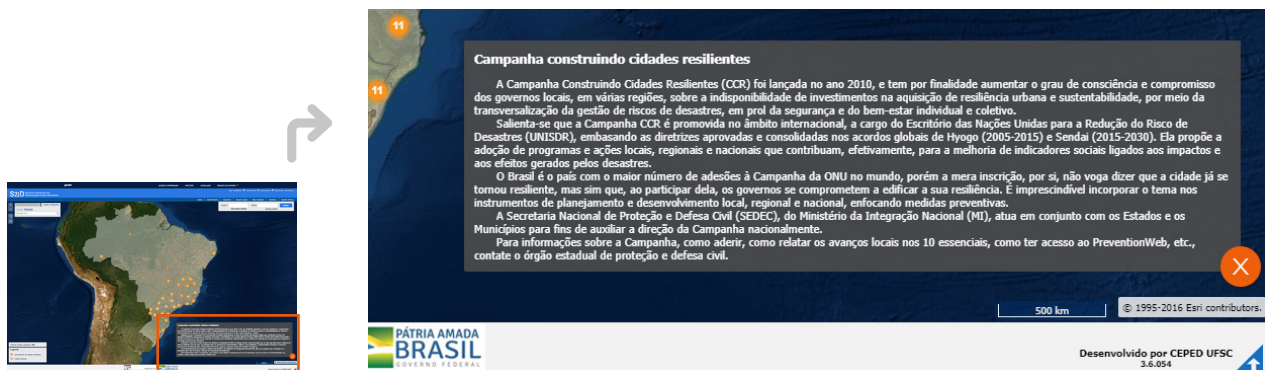 11
11
Campanha construindo cidades resilientes
A Campanha Construindo Cidades Resilientes (CCR) foi lançada no ano 2010, e tem por finalidade aumentar o grau de consciência e compromisso
dos governos locais, em várias regiões, sobre a indisponibilidade de investimentos na aquisição de resiliência urbana e sustentabilidade, por meio da
transversalização da gestão de riscos de desastres, em prol da segurança e do bem-estar individual e coletivo.
Salienta-se que a Campanha CCR é promovida no âmbito internacional, a cargo do Escritório das Nações Unidas para a Redução do Risco de
Desastres (UNISDR), embasando as diretrizes aprovadas e consolidadas nos acordos globais de Hyogo (2005-2015) e Sendai (2015-2030). Ela propõe a
adoção de programas e ações locais, regionais e nacionais que contribuam, efetivamente, para a melhoria de indicadores sociais ligados aos impactos e
aos efeitos gerados pelos desastres.
O Brasil é o país com o maior número de adesões à Campanha da ONU no mundo, porém a mera inscrição, por si, não voga dizer que a cidade já se
tornou resiliente, mas sim que, ao participar dela, os governos se comprometem a edificar a sua resiliência. É imprescindível incorporar o tema nos
instrumentos de planejamento e desenvolvimento local, regional e nacional, enfocando medidas preventivas.
A Secretaria Nacional de Proteção e Defesa Civil (SEDEC), do Ministério da Integração Nacional (MI), atua em conjunto com os Estados e os
Municípios para fins de auxiliar a direção da Campanha nacionalmente.
Para informações sobre a Campanha, como aderir, como relatar os avanços locais nos 10 essenciais, como ter acesso ao PreventionWeb, etc.,
contate o órgão estadual de proteção e defesa civil.
X
500 km
© 1995-2016 Esri contributors.
PÁTRIA AMADA
BRASIL
GOVERNO FEDERAL
Desenvolvido por CEPED UFSC
3.6.054
S2iD